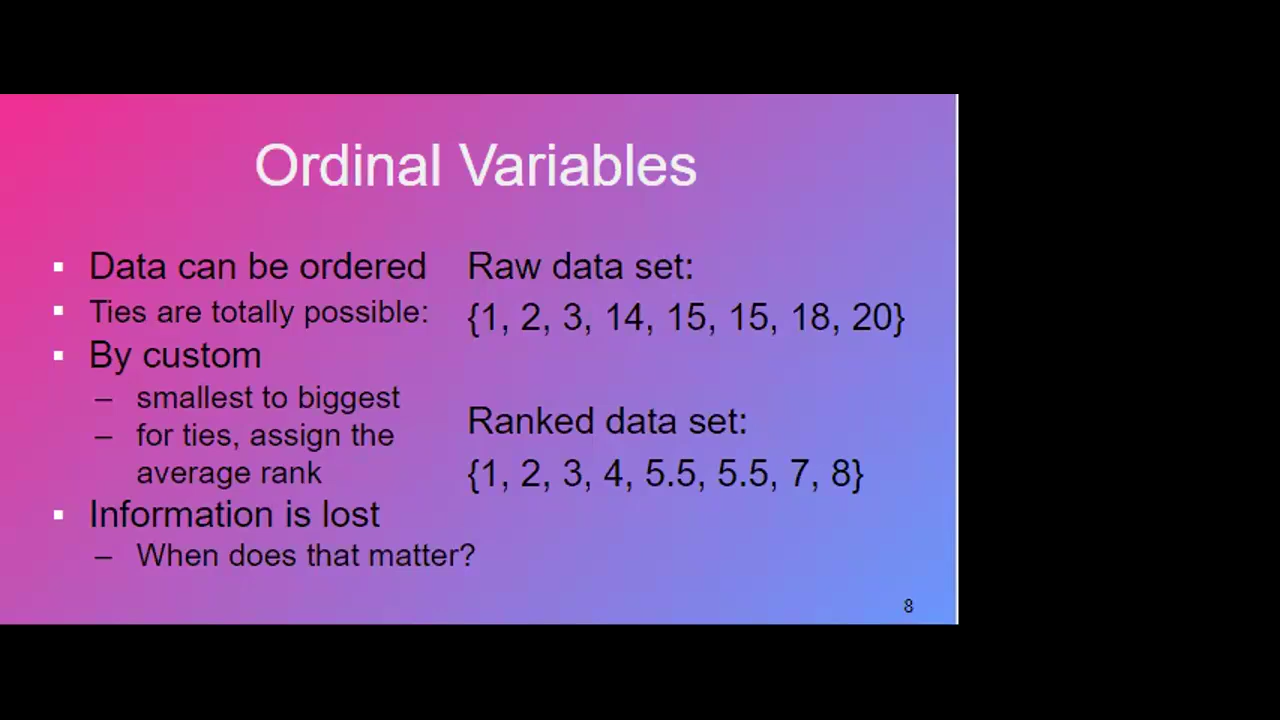 Ordinal Variables
▪ Data can be ordered
▪ Ties are totally possible:
▪ By custom
– smallest to biggest
– for ties, assign the
average rank
▪ Information is lost
– When does that matter?
Raw data set:
{1, 2, 3, 14, 15, 15, 18, 20}
Ranked data set:
{1, 2, 3, 4, 5.5, 5.5, 7, 8}
8